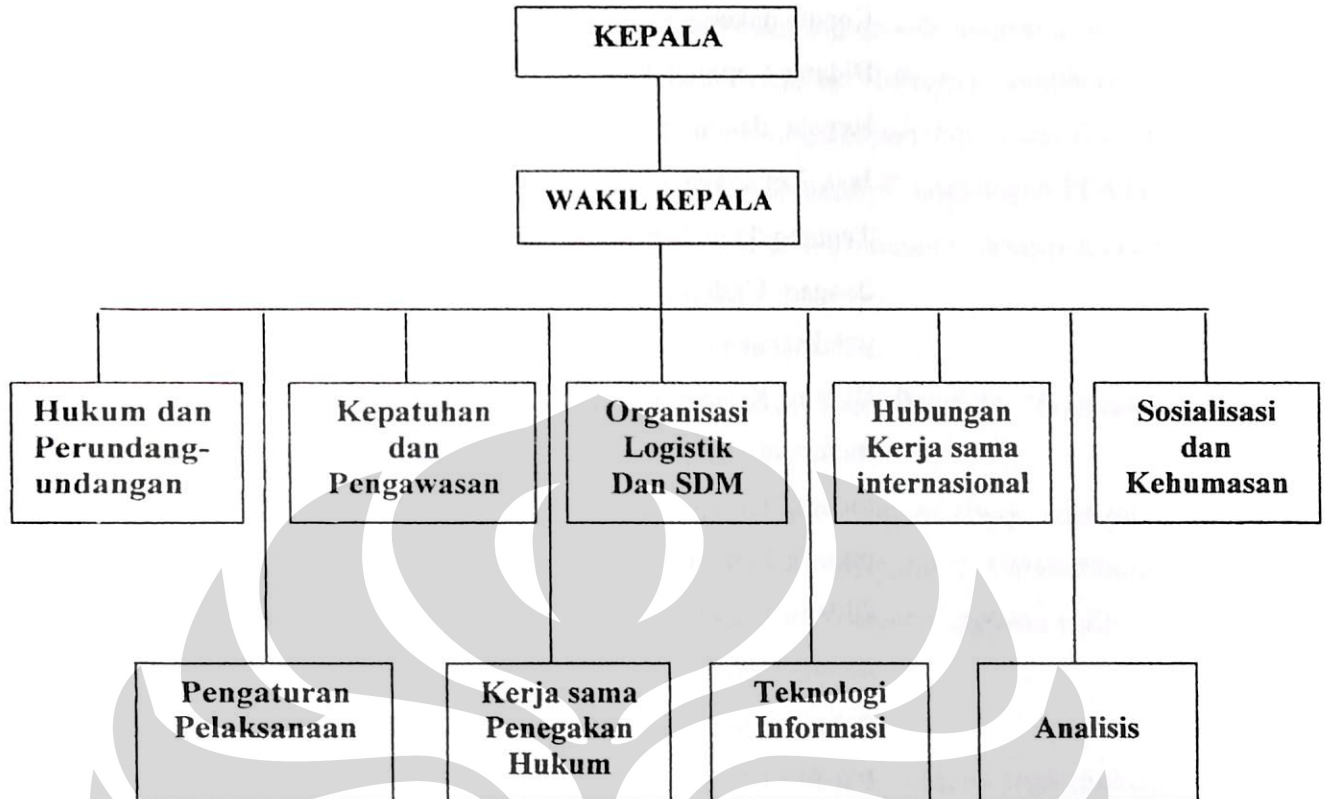 KEPALA
WAKIL KEPALA
Hukum dan
Perundang-
undangan
Kepatuhan
dan
Pengawasan
Organisasi
Logistik
Dan SDM
Hubungan
Kerja sama
internasional
Sosialisasi
dan
Kehumasan
Pengaturan
Pelaksanaan
Kerja sama
Penegakan
Hukum
Teknologi
Informasi
Analisis